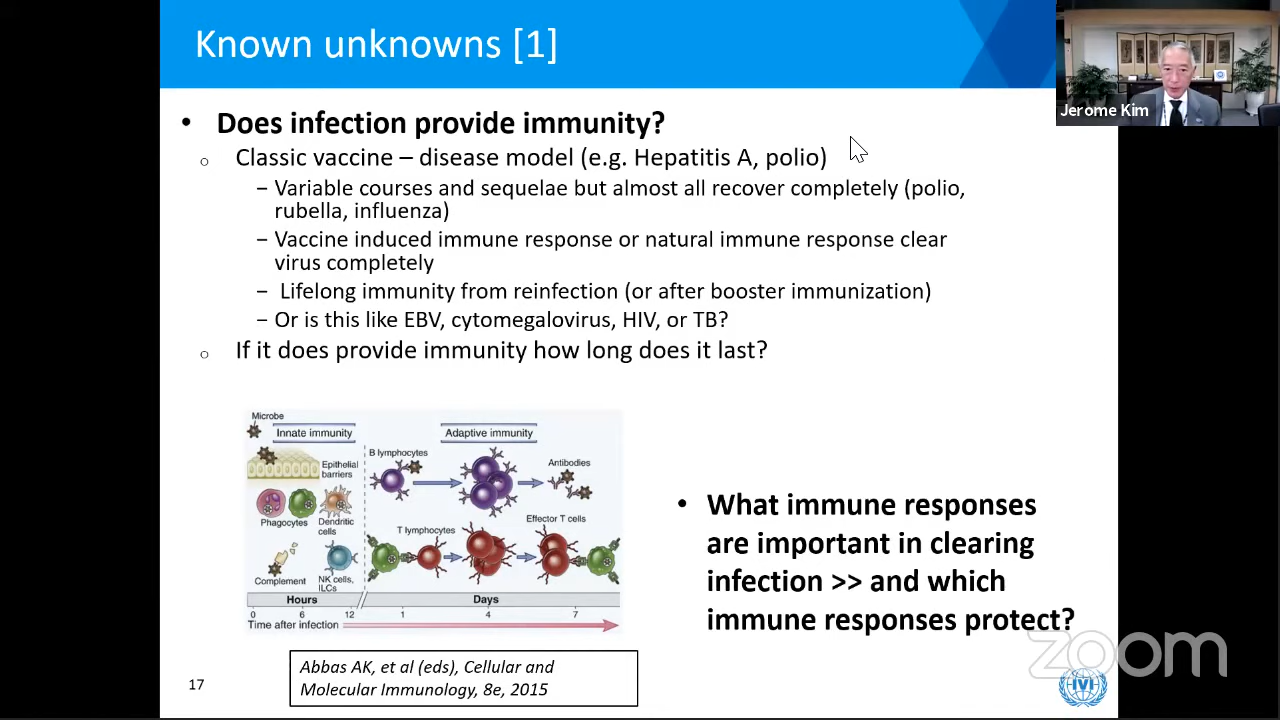 Known unknowns [1]
Jerome Kim
• Does infection provide immunity?
o Classic vaccine – disease model (e.g. Hepatitis A, polio)
– Variable courses and sequelae but almost all recover completely (polio,
rubella, influenza)
– Vaccine induced immune response or natural immune response clear
virus completely
– Lifelong immunity from reinfection (or after booster immunization)
– Or is this like EBV, cytomegalovirus, HIV, or TB?
o If it does provide immunity how long does it last?
Microbe
Innate immunity
Adaptive immunity
Epithelial
barriers
B lymphocytes
Antibodies
Phagocytes
Dendritic
cells
T lymphocytes
Effector T cells
Complement
NK cells,
ILCs
Hours
Days
0 6 12 1 4 7
Time after infection
• What immune responses
are important in clearing
infection >> and which
immune responses protect?
Abbas AK, et al (eds), Cellular and
Molecular Immunology, 8e, 2015
17
zoom
IVI